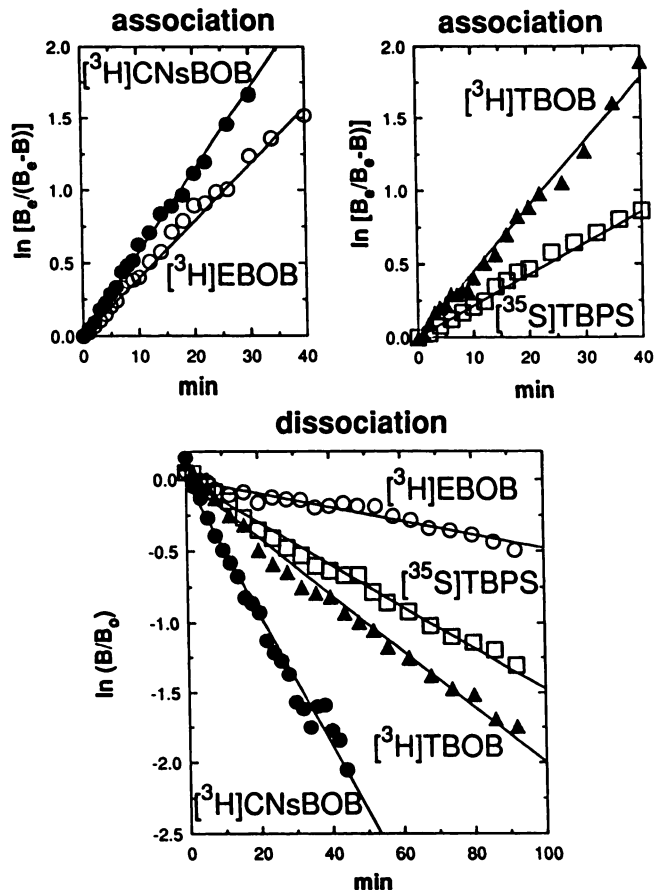 association
association
2.0
1.5
1.0
0.5
0.0
ln [Bₑ/(Bₑ-B)]
[³H]CNsBOB
[³H]EBOB
0 10 20 30 40
min
2.0
1.5
1.0
0.5
0.0
ln [Bₑ/Bₑ-B)]
[³H]TBOB
[³⁵S]TBPS
0 10 20 30 40
min
dissociation
0.0
-0.5
-1.0
-1.5
-2.0
-2.5
ln (B/B₀)
[³H]EBOB
[³⁵S]TBPS
[³H]TBOB
[³H]CNsBOB
0 20 40 60 80 100
min